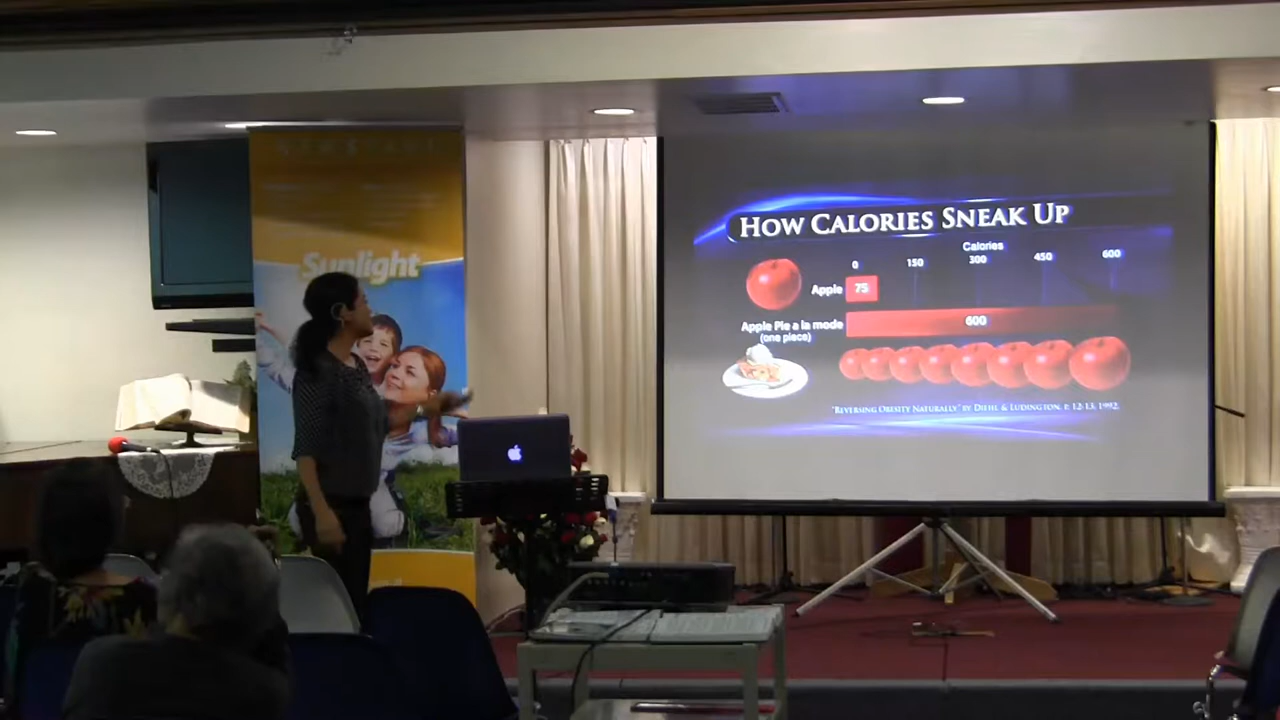 Sunlight
HOW CALORIES SNEAK UP
Calories
0 150 300 450 600
Apple 75
Apple Pie a la mode 600
(one piece)
"REVERSING OBESITY NATURALLY" BY DIEHL & LUDINGTON. P. 12-13. 1992.